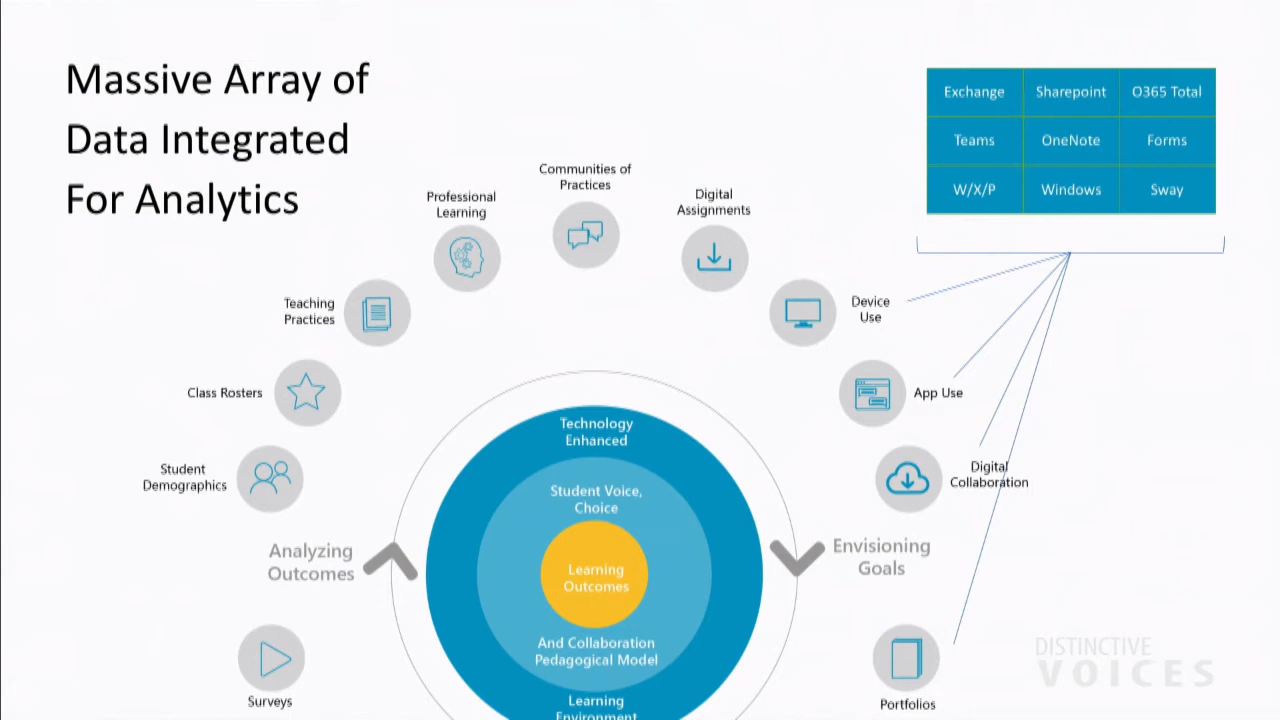 Massive Array of
Data Integrated
For Analytics
Exchange
Sharepoint
O365 Total
Teams
OneNote
Forms
W/X/P
Windows
Sway
Communities of
Practices
Professional
Learning
Digital
Assignments
Teaching
Practices
Device
Use
Class Rosters
App Use
Student
Demographics
Digital
Collaboration
Technology
Enhanced
Student Voice,
Choice
Learning
Outcomes
And Collaboration
Pedagogical Model
Learning
Environment
Analyzing
Outcomes
Envisioning
Goals
Surveys
Portfolios
DISTINCTIVE
VOICES